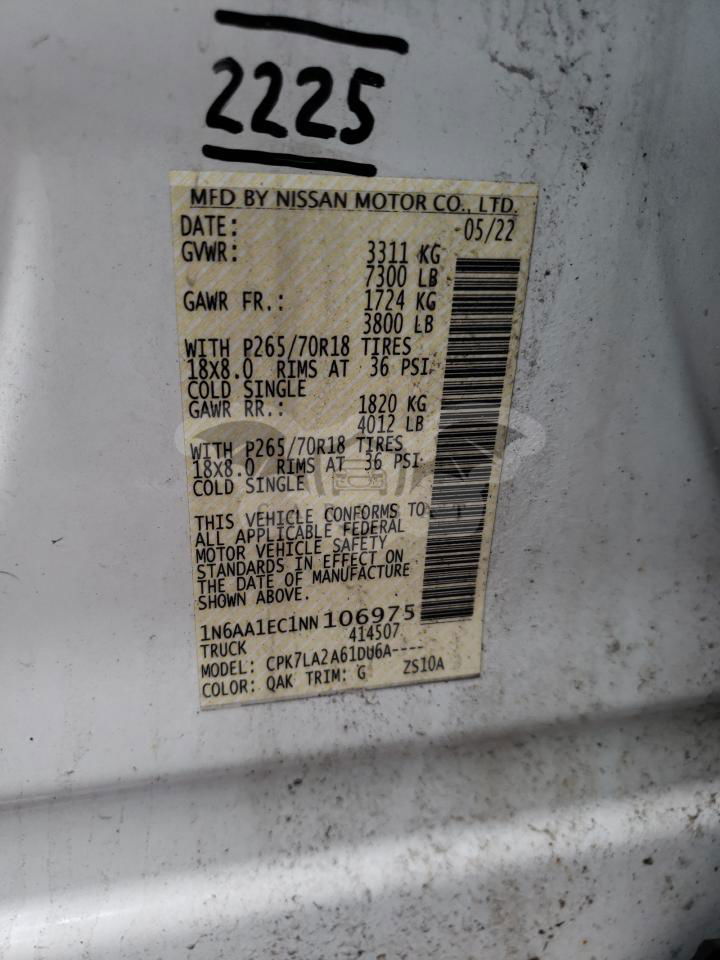 2225
MFD BY NISSAN MOTOR CO., LTD.
DATE: 05/22
GVWR: 3311 KG
7300 LB
GAWR FR.: 1724 KG
3800 LB
WITH P265/70R18 TIRES
18X8.0 RIMS AT 36 PSI
COLD SINGLE
GAWR RR.: 1820 KG
4012 LB
WITH P265/70R18 TIRES
18X8.0 RIMS AT 36 PSI
COLD SINGLE
THIS VEHICLE CONFORMS TO
ALL APPLICABLE FEDERAL
MOTOR VEHICLE SAFETY
STANDARDS IN EFFECT ON
THE DATE OF MANUFACTURE
SHOWN ABOVE.
1N6AA1EC1NN106975
TRUCK 414507
MODEL: CPK7LA2A61DU6A----
COLOR: QAK TRIM: G ZS10A